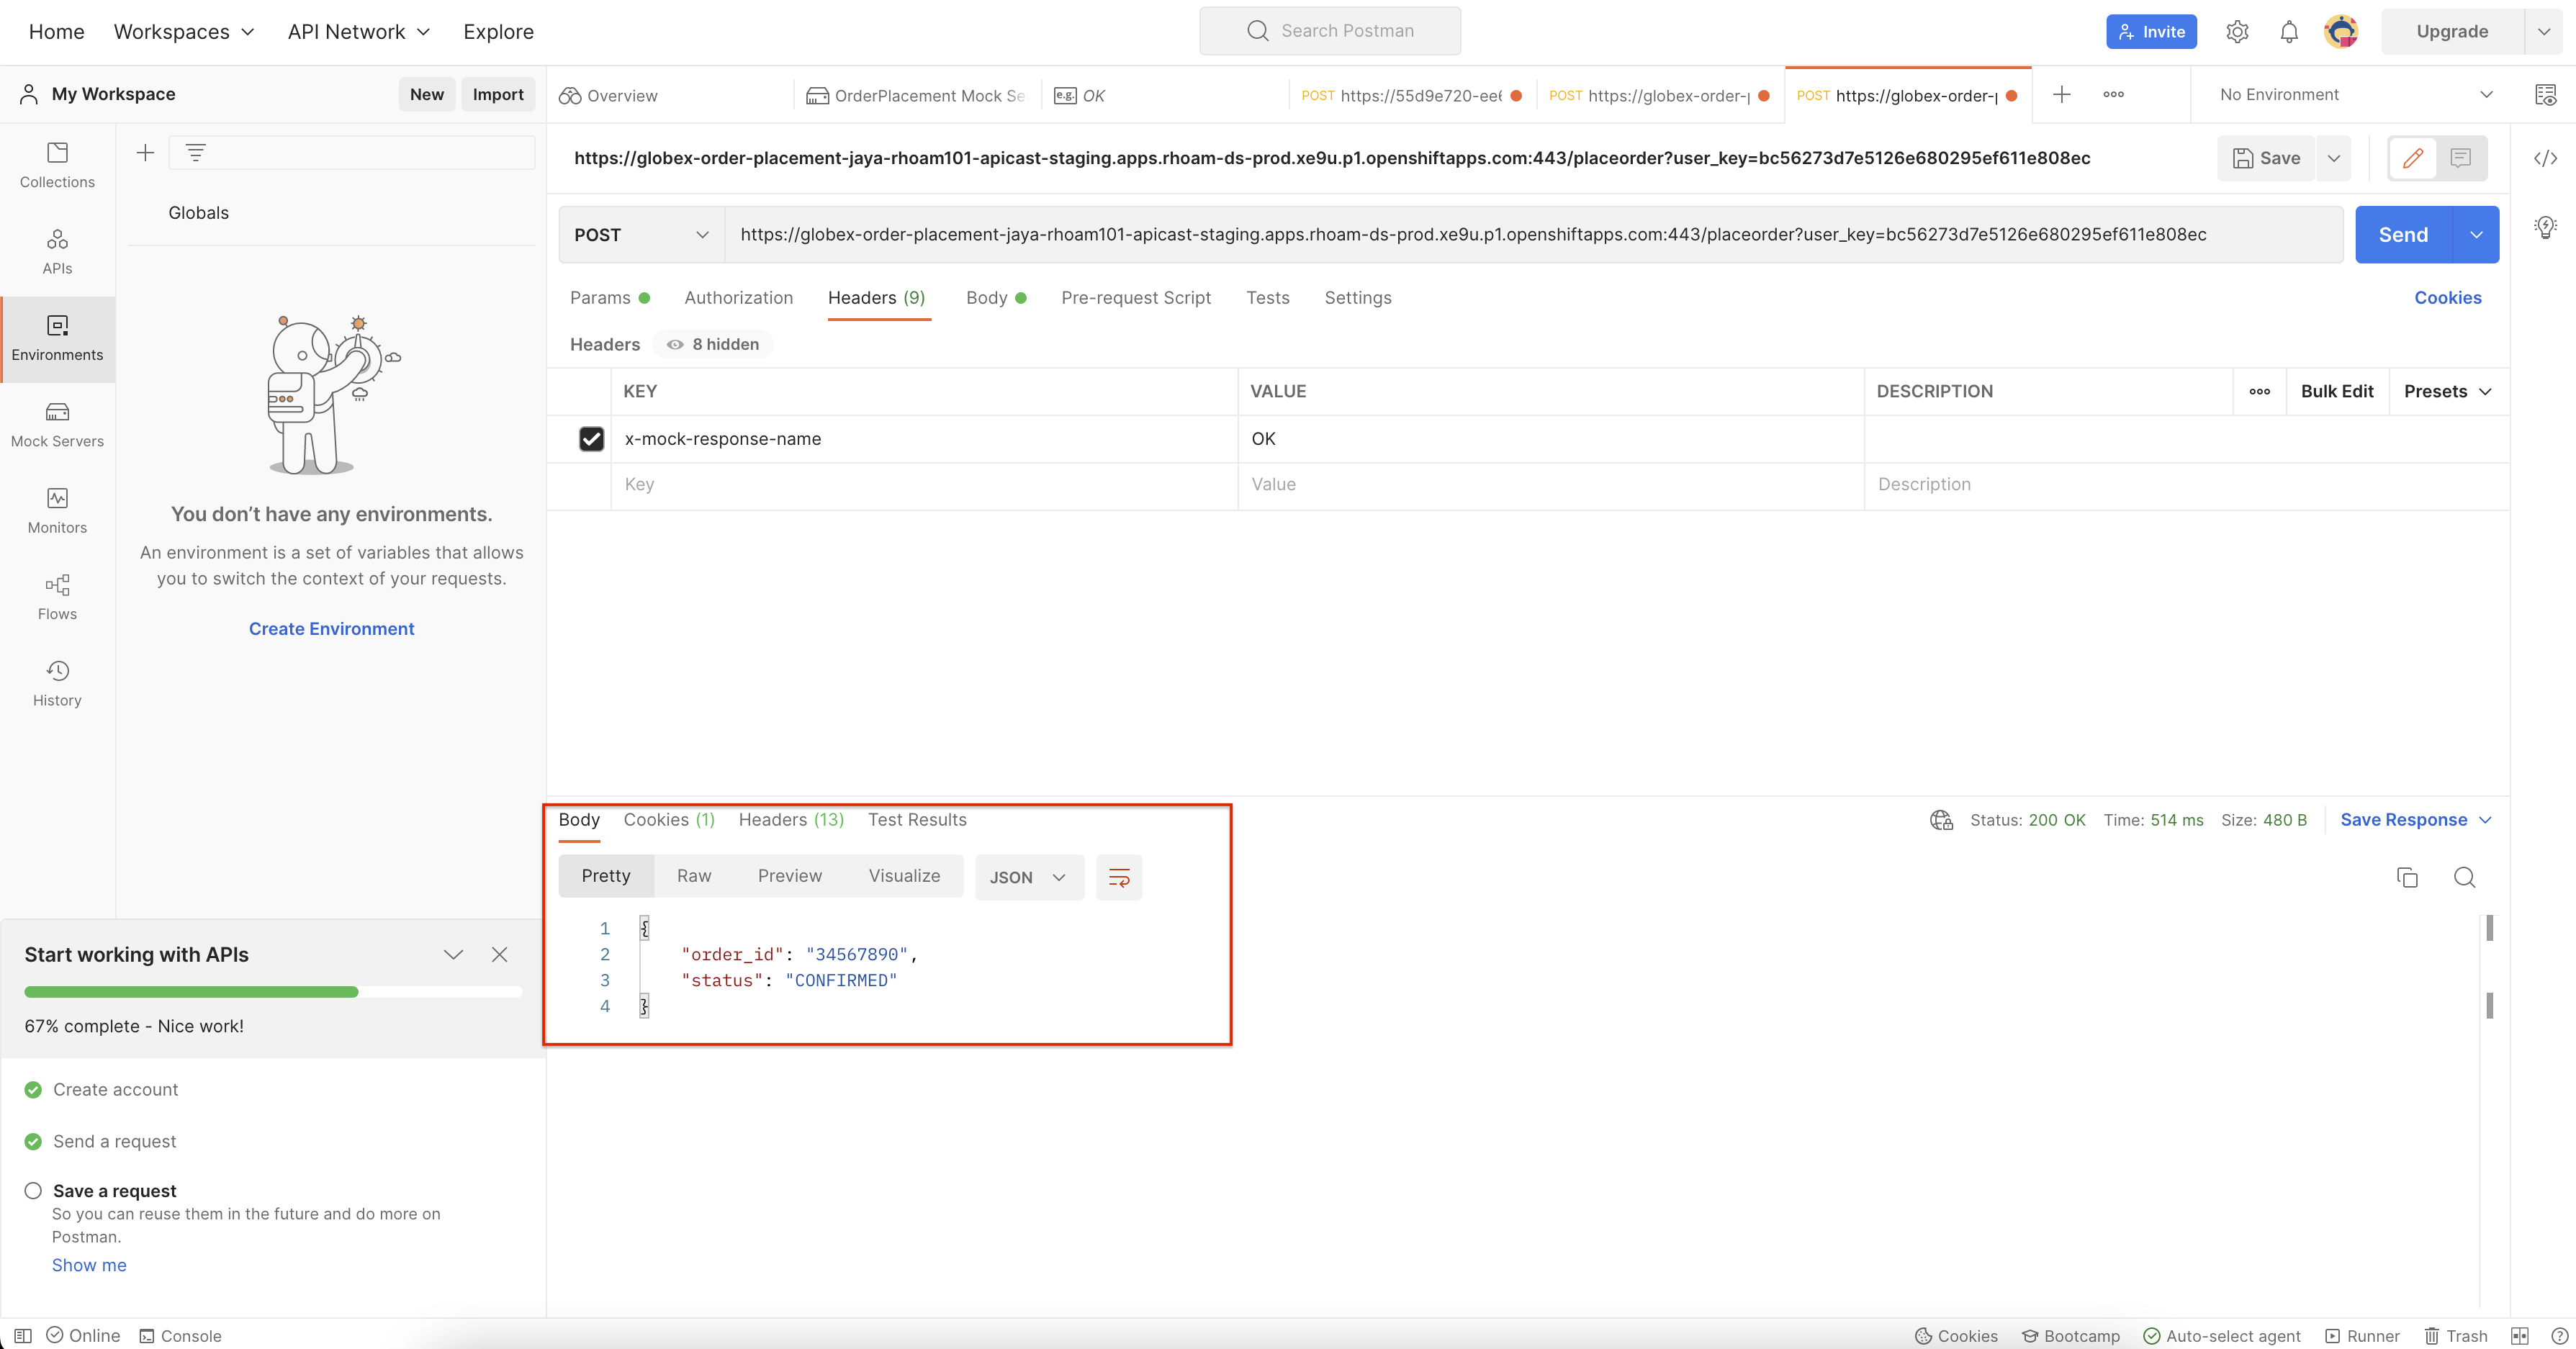 Home Workspaces API Network Explore Search Postman Invite Upgrade
My Workspace New Import Overview OrderPlacement Mock Se e.g. OK POST https://55d9e720-ee6 POST https://globex-order-p POST https://globex-order-p No Environment
https://globex-order-placement-jaya-rhoam101-apicast-staging.apps.rhoam-ds-prod.xe9u.p1.openshiftapps.com:443/placeorder?user_key=bc56273d7e5126e680295ef611e808ec Save
Collections
Globals
POST https://globex-order-placement-jaya-rhoam101-apicast-staging.apps.rhoam-ds-prod.xe9u.p1.openshiftapps.com:443/placeorder?user_key=bc56273d7e5126e680295ef611e808ec Send
APIs
Params Authorization Headers (9) Body Pre-request Script Tests Settings Cookies
Environments
Headers 8 hidden
KEY VALUE DESCRIPTION Bulk Edit Presets
Mock Servers
x-mock-response-name OK
Key Value Description
Monitors
You don't have any environments.
An environment is a set of variables that allows
you to switch the context of your requests.
Flows
Create Environment
History
Body Cookies (1) Headers (13) Test Results Status: 200 OK Time: 514 ms Size: 480 B Save Response
Pretty Raw Preview Visualize JSON
1 {
2 "order_id": "34567890",
3 "status": "CONFIRMED"
4 }
Start working with APIs
67% complete - Nice work!
Create account
Send a request
Save a request
So you can reuse them in the future and do more on
Postman.
Show me
Online Console Cookies Bootcamp Auto-select agent Runner Trash